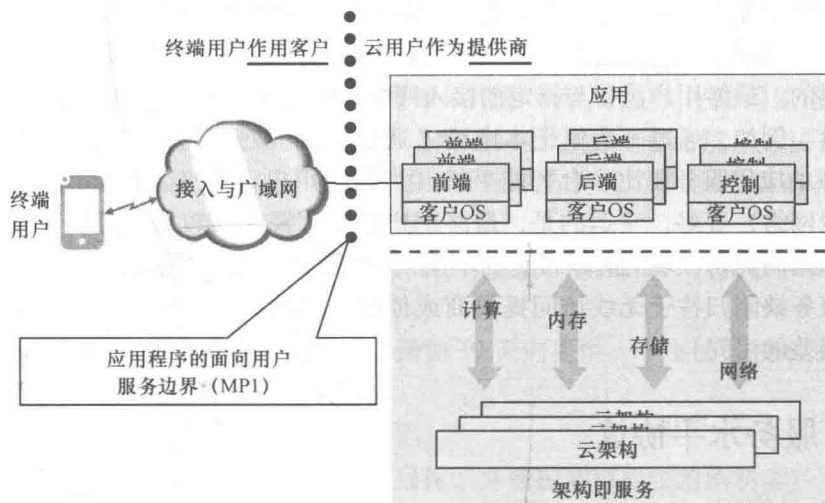 终端用户作用客户
云用户作为提供商
应用
前端
前端
前端
客户OS
后端
后端
后端
客户OS
控制
控制
控制
客户OS
接入与广域网
终端
用户
计算
内存
存储
网络
应用程序的面向用户
服务边界（MP1）
云架构
云架构
云架构
架构即服务